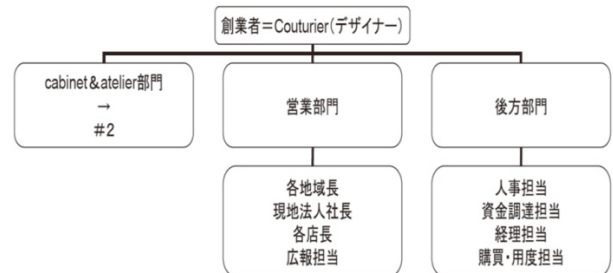 創業者＝Couturier（デザイナー）
cabinet＆atelier部門
→
＃2
営業部門
後方部門
各地域長
現地法人社長
各店長
広報担当
人事担当
資金調達担当
経理担当
購買・用度担当